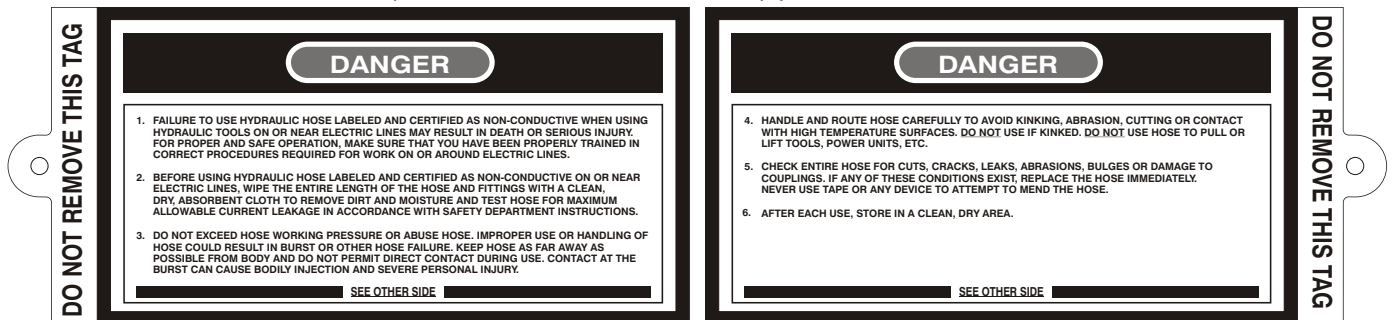 DO NOT REMOVE THIS TAG
DANGER
1. FAILURE TO USE HYDRAULIC HOSE LABELED AND CERTIFIED AS NON-CONDUCTIVE WHEN USING
HYDRAULIC TOOLS ON OR NEAR ELECTRIC LINES MAY RESULT IN DEATH OR SERIOUS INJURY.
FOR PROPER AND SAFE OPERATION, MAKE SURE THAT YOU HAVE BEEN PROPERLY TRAINED IN
CORRECT PROCEDURES REQUIRED FOR WORK ON OR AROUND ELECTRIC LINES.
2. BEFORE USING HYDRAULIC HOSE LABELED AND CERTIFIED AS NON-CONDUCTIVE ON OR NEAR
ELECTRIC LINES, WIPE THE ENTIRE LENGTH OF THE HOSE AND FITTINGS WITH A CLEAN,
DRY, ABSORBENT CLOTH TO REMOVE DIRT AND MOISTURE AND TEST HOSE FOR MAXIMUM
ALLOWABLE CURRENT LEAKAGE IN ACCORDANCE WITH SAFETY DEPARTMENT INSTRUCTIONS.
3. DO NOT EXCEED HOSE WORKING PRESSURE OR ABUSE HOSE. IMPROPER USE OR HANDLING OF
HOSE COULD RESULT IN BURST OR OTHER HOSE FAILURE. KEEP HOSE AS FAR AWAY AS
POSSIBLE FROM BODY AND DO NOT PERMIT DIRECT CONTACT DURING USE. CONTACT AT THE
BURST CAN CAUSE BODILY INJECTION AND SEVERE PERSONAL INJURY.
SEE OTHER SIDE
DANGER
4. HANDLE AND ROUTE HOSE CAREFULLY TO AVOID KINKING, ABRASION, CUTTING OR CONTACT
WITH HIGH TEMPERATURE SURFACES. DO NOT USE IF KINKED. DO NOT USE HOSE TO PULL OR
LIFT TOOLS, POWER UNITS, ETC.
5. CHECK ENTIRE HOSE FOR CUTS, CRACKS, LEAKS, ABRASIONS, BULGES OR DAMAGE TO
COUPLINGS. IF ANY OF THESE CONDITIONS EXIST, REPLACE THE HOSE IMMEDIATELY.
NEVER USE TAPE OR ANY DEVICE TO ATTEMPT TO MEND THE HOSE.
6. AFTER EACH USE, STORE IN A CLEAN, DRY AREA.
SEE OTHER SIDE
DO NOT REMOVE THIS TAG